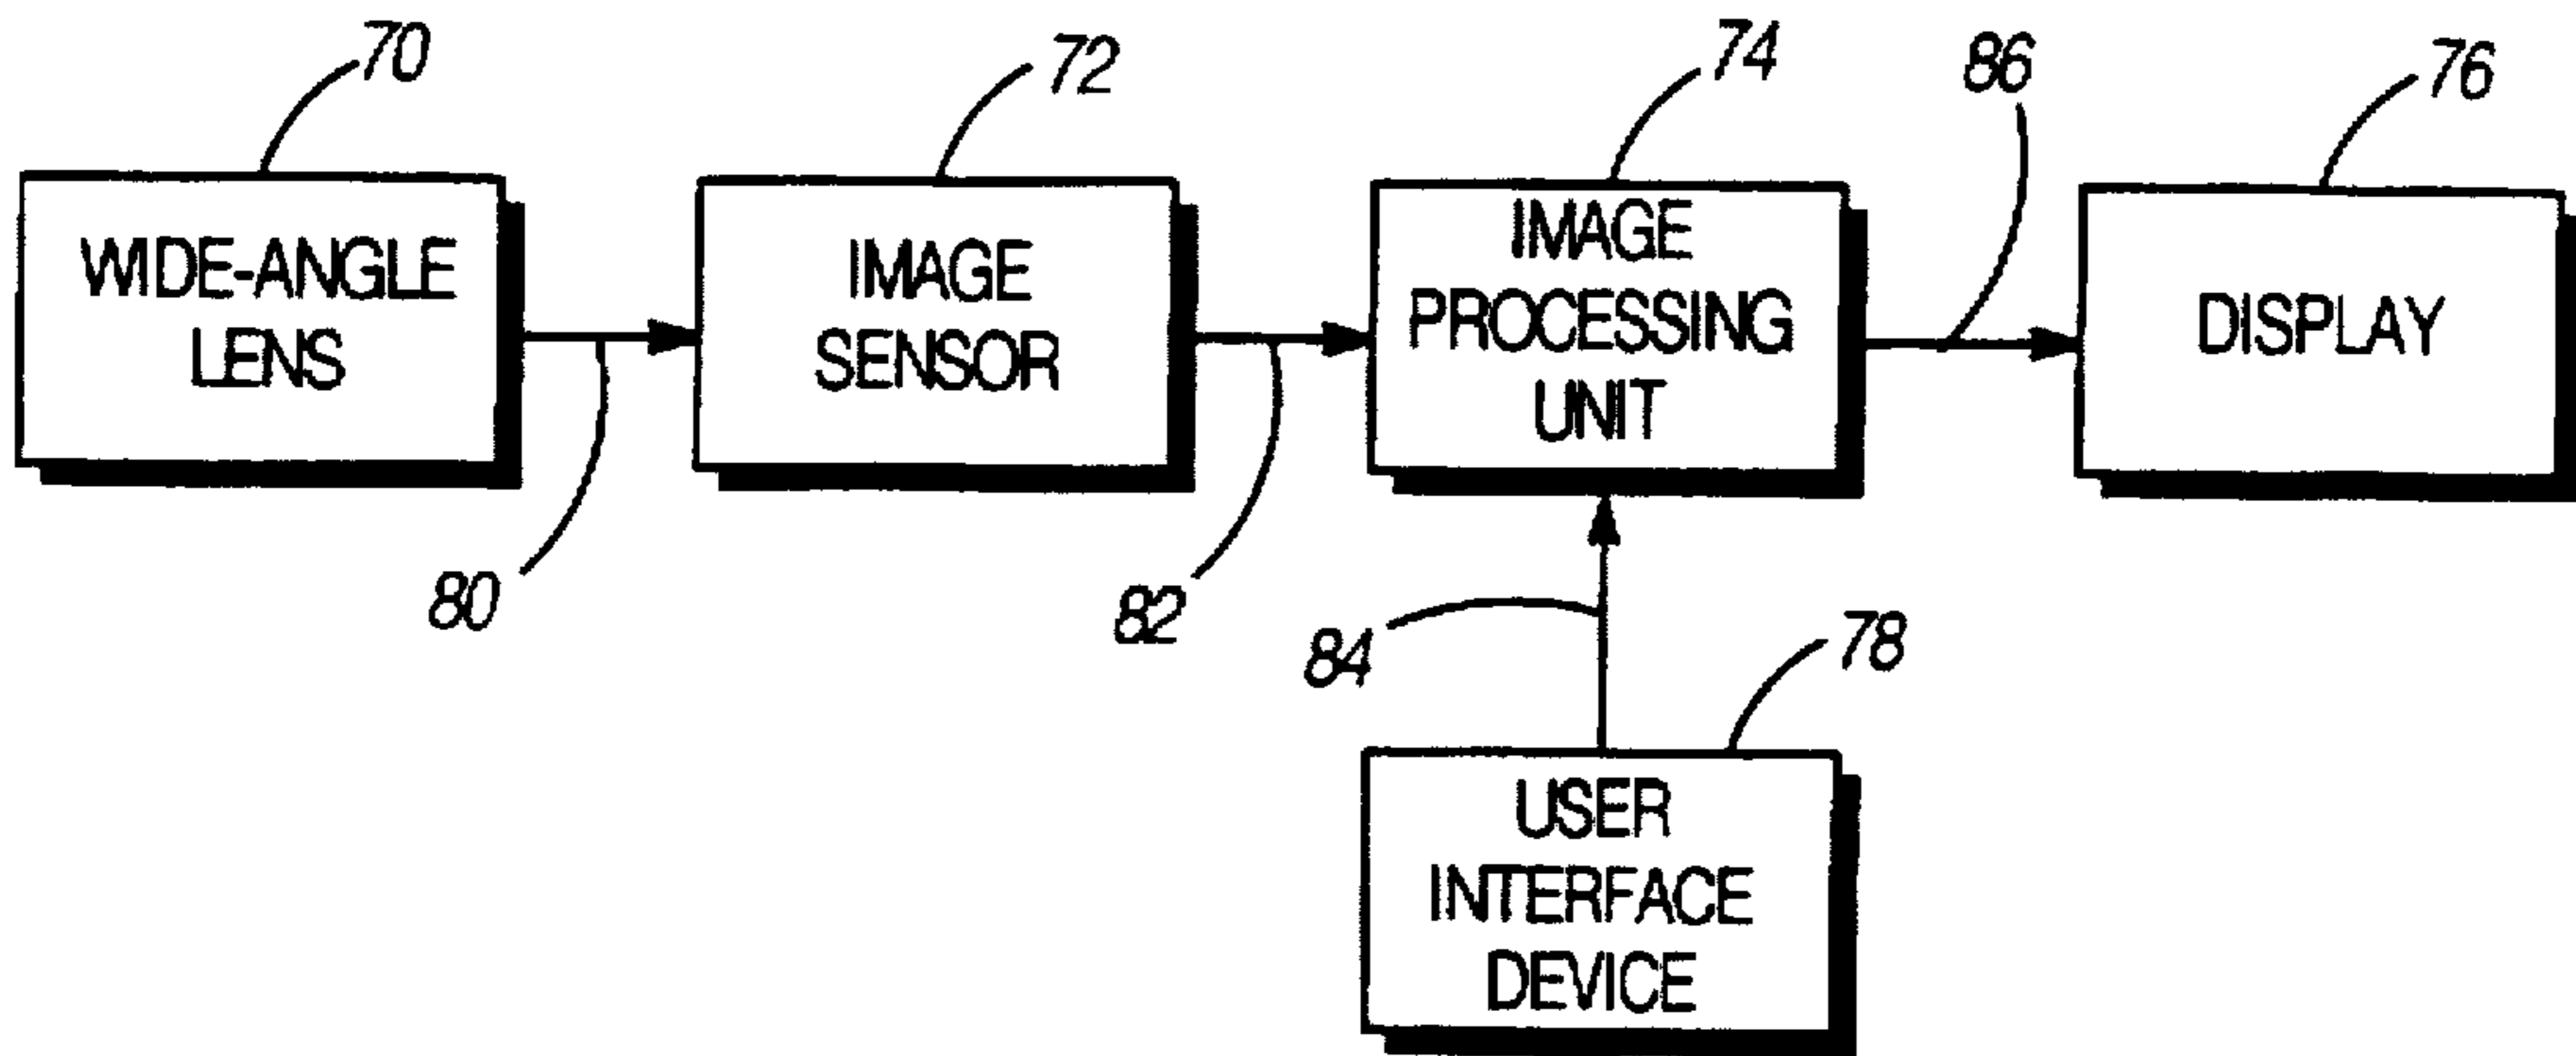 70
72
74
86
76
WIDE-ANGLE
LENS
IMAGE
SENSOR
IMAGE
PROCESSING
UNIT
DISPLAY
80
82
84
78
USER
INTERFACE
DEVICE